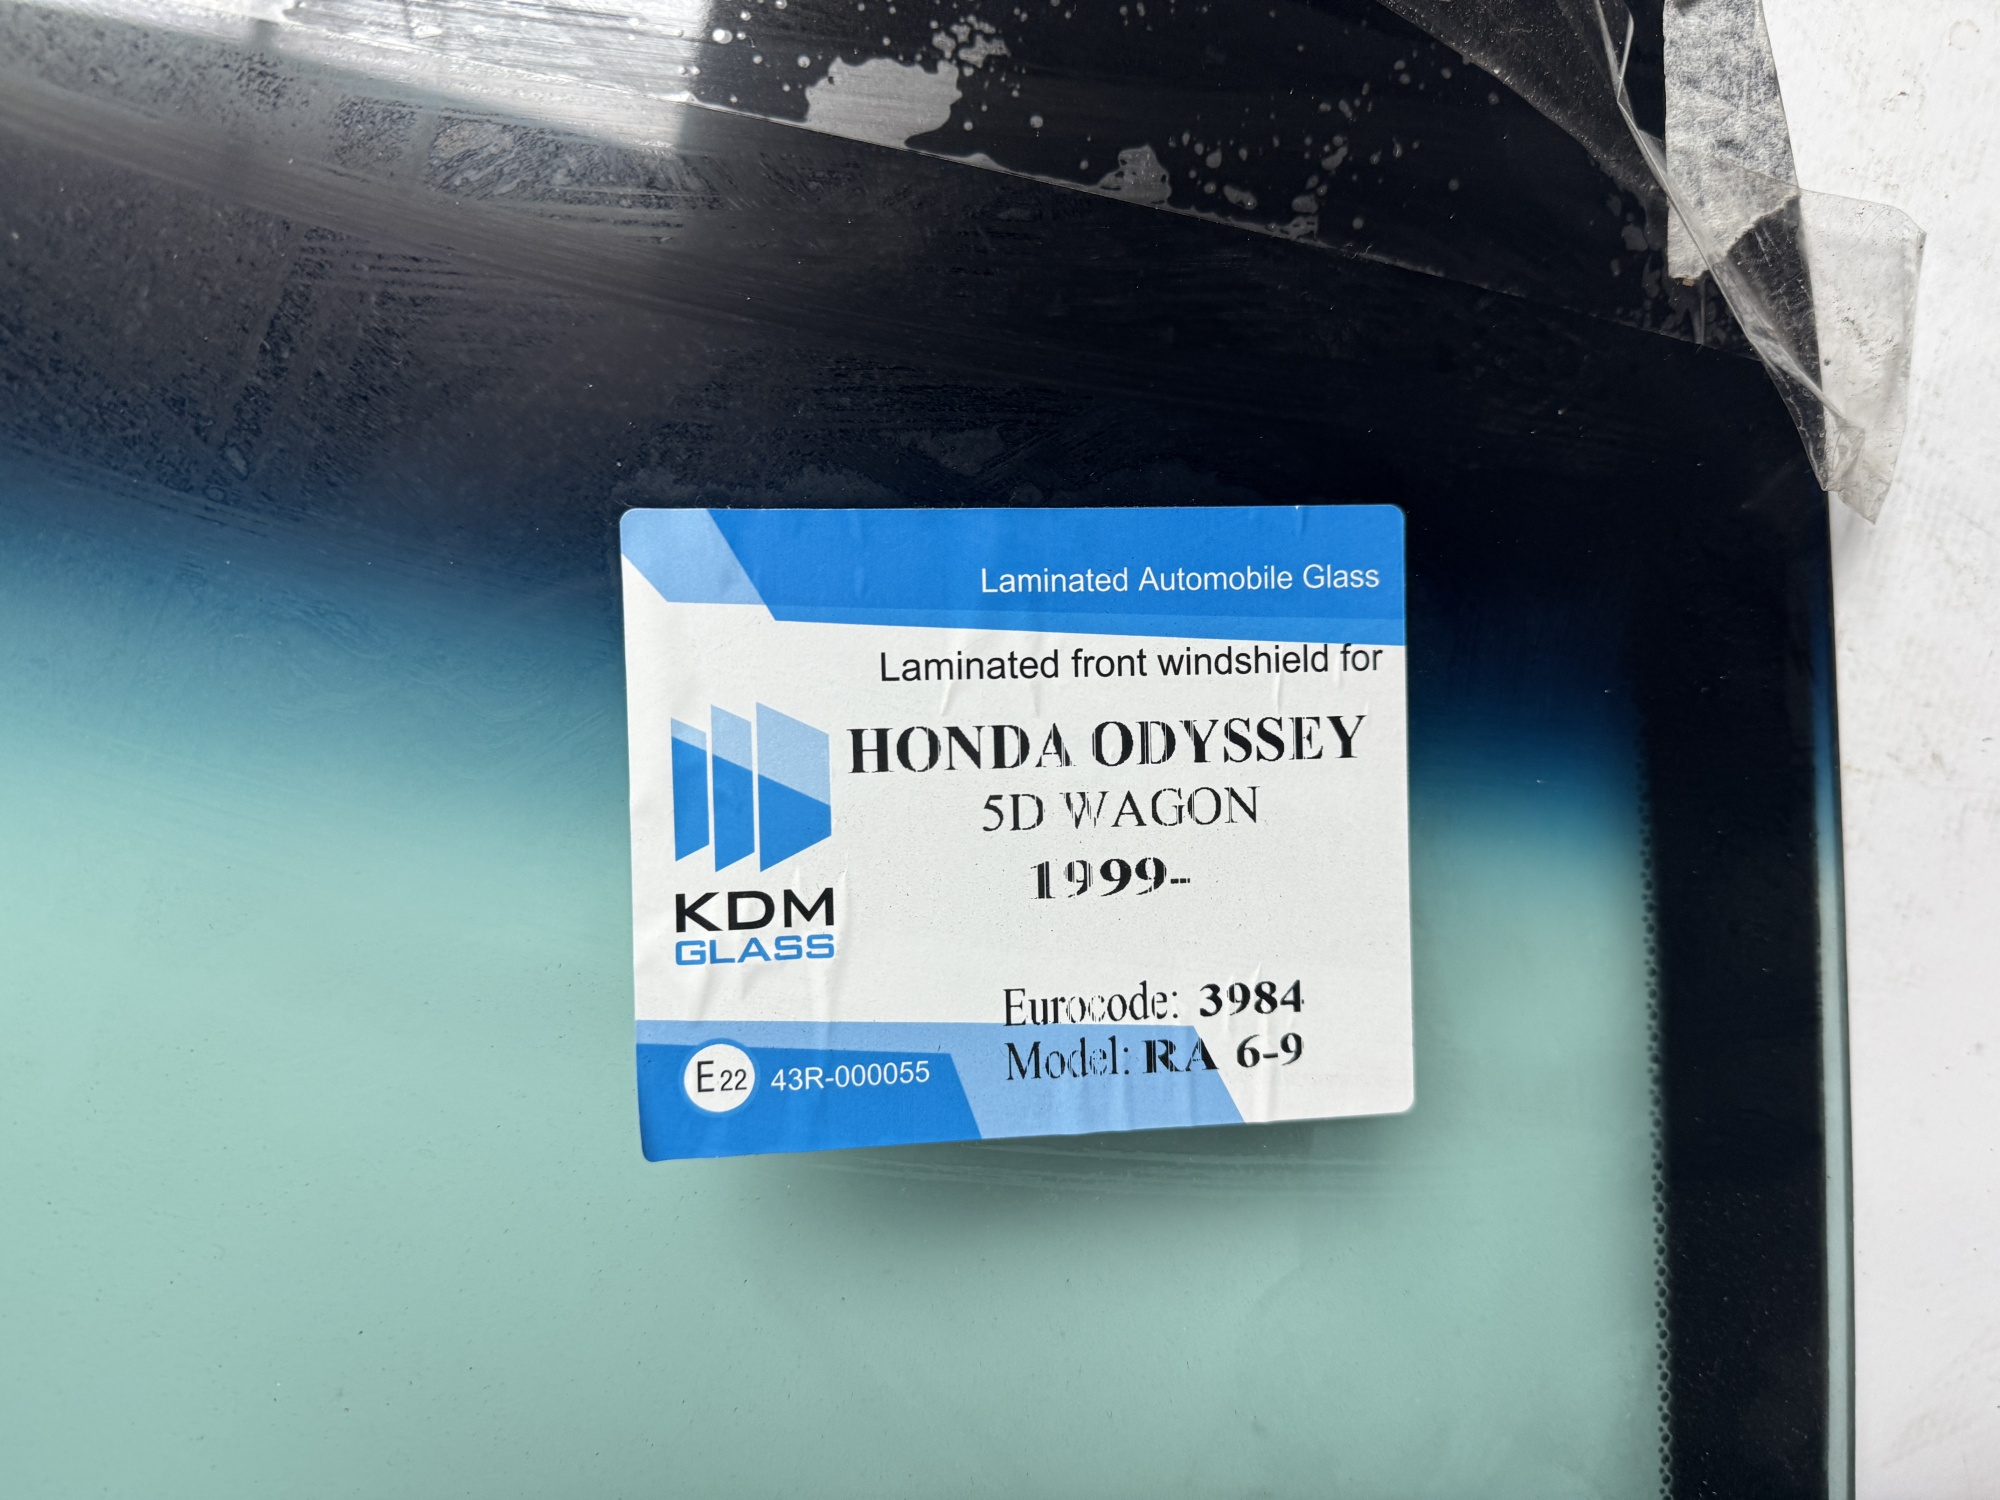 Laminated Automobile Glass
Laminated front windshield for
HONDA ODYSSEY
5D WAGON
1999-
KDM
GLASS
Eurocode: 3984
Model: RA 6-9
E22 43R-000055